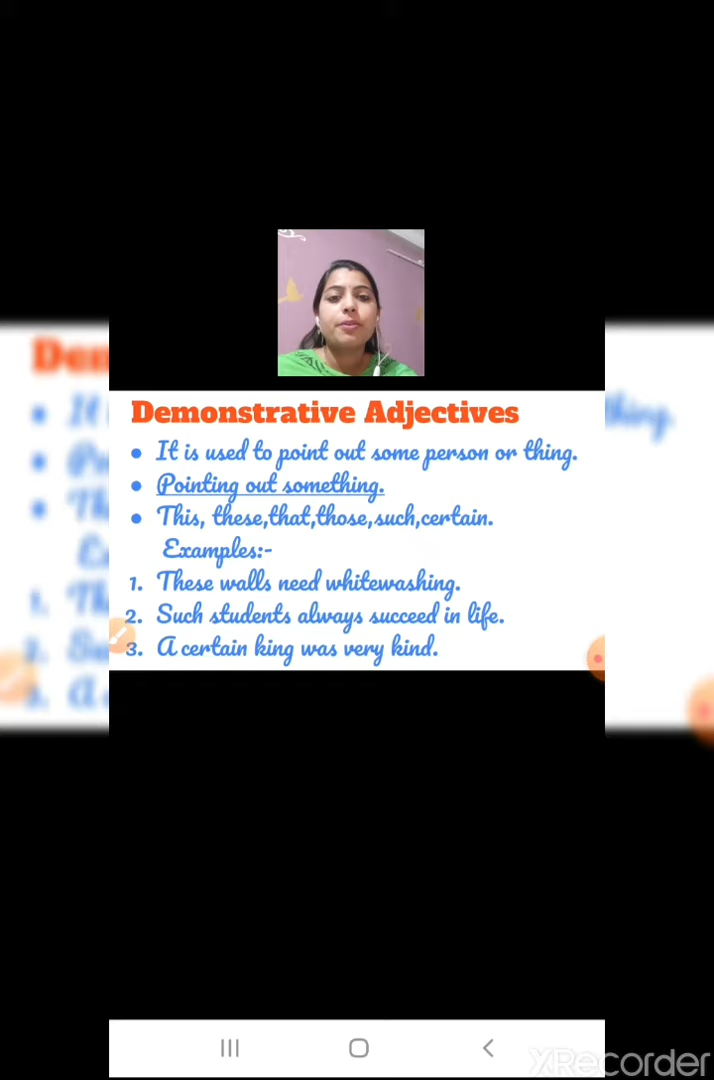 Demonstrative Adjectives
• It is used to point out some person or thing.
• Pointing out something.
• This, these,that,those,such,certain.
Examples:-
1. These walls need whitewashing.
2. Such students always succeed in life.
3. A certain king was very kind.
XRecorder